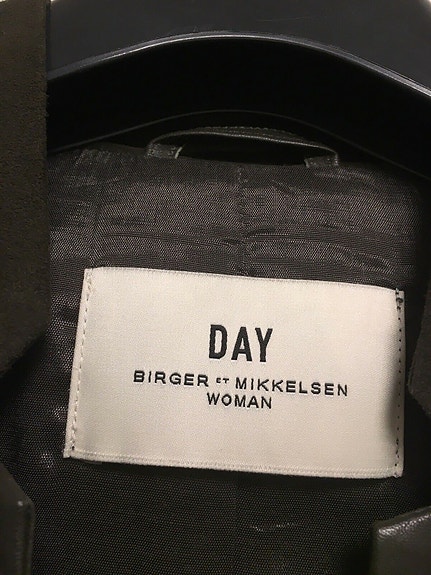 DAY
BIRGER ET MIKKELSEN
WOMAN